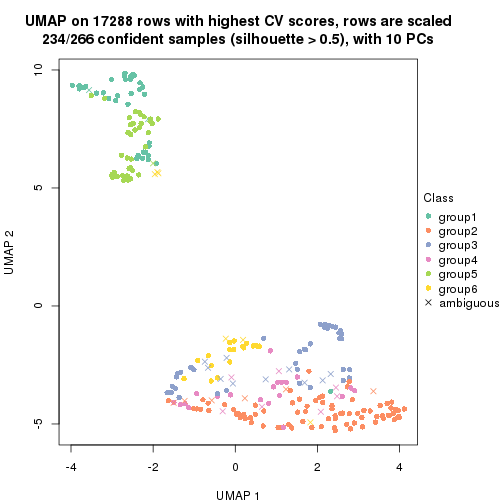 UMAP on 17288 rows with highest CV scores, rows are scaled
234/266 confident samples (silhouette > 0.5), with 10 PCs
10
5
0
-5
UMAP 2
-4
-2
0
2
4
UMAP 1
Class
group1
group2
group3
group4
group5
group6
ambiguous